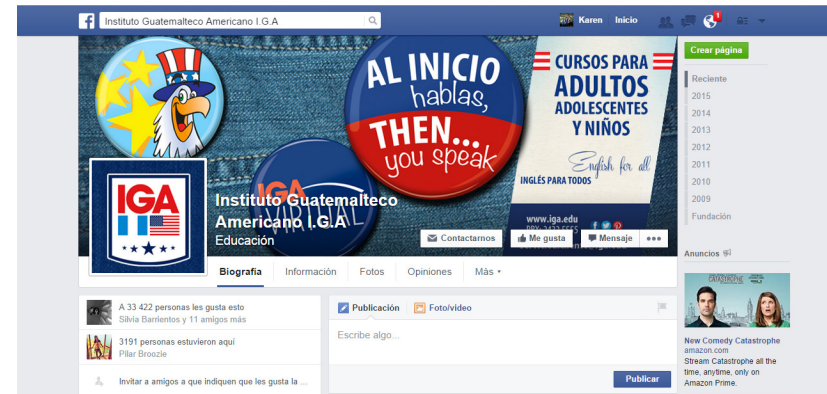 Instituto Guatemalteco Americano I.G.A
Karen Inicio
1
Crear página
Reciente
2015
2014
2013
2012
2011
2010
2009
Fundación
AL INICIO
hablas,
THEN...
you speak
CURSOS PARA
ADULTOS
ADOLESCENTES
Y NIÑOS
English for all
INGLÉS PARA TODOS
www.iga.edu
IGA
VIRTUAL
IGA
Instituto Guatemalteco
Americano I.G.A
Educación
Contactarnos
Me gusta
Mensaje
Biografía Información Fotos Opiniones Más
A 33 422 personas les gusta esto
Silvia Barrientos y 11 amigos más
3191 personas estuvieron aquí
Pilar Broozie
Invitar a amigos a que indiquen que les gusta la ...
Publicación Foto/video
Escribe algo...
Publicar
Anuncios
CATASTROPHE
New Comedy Catastrophe
amazon.com
Stream Catastrophe all the
time, anytime, only on
Amazon Prime.